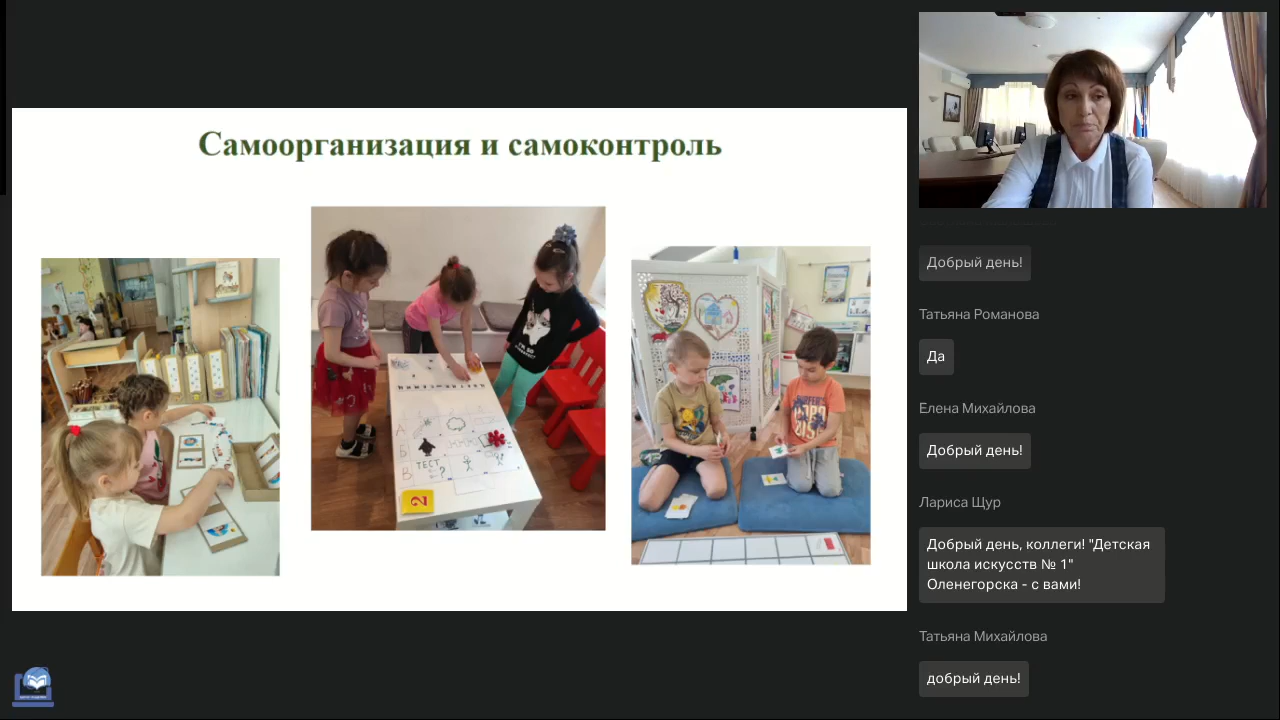 Самоорганизация и самоконтроль
А
Б
В
ТЕСТ
?
2
Добрый день!
Татьяна Романова
Да
Елена Михайлова
Добрый день!
Лариса Щур
Добрый день, коллеги! "Детская
школа искусств № 1"
Оленегорска - с вами!
Татьяна Михайлова
добрый день!